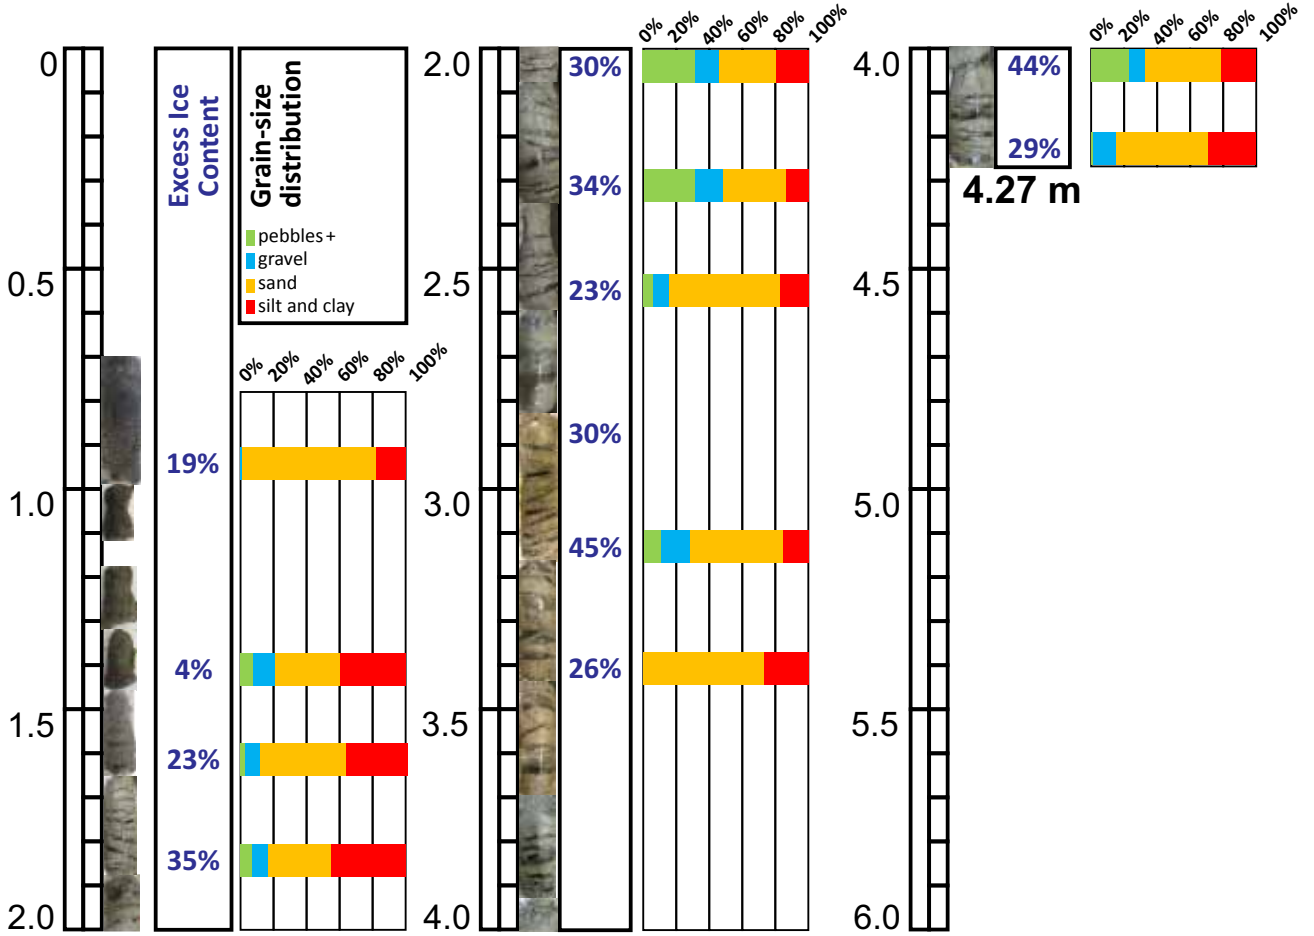 0
0.5
1.0
1.5
2.0
Excess Ice
Content
Grain-size
distribution
pebbles+
gravel
sand
silt and clay
0% 20% 40% 60% 80% 100%
19%
4%
23%
35%
2.0
2.5
3.0
3.5
4.0
0% 20% 40% 60% 80% 100%
30%
34%
23%
30%
45%
26%
4.0
4.5
5.0
5.5
6.0
0% 20% 40% 60% 80% 100%
44%
29%
4.27 m